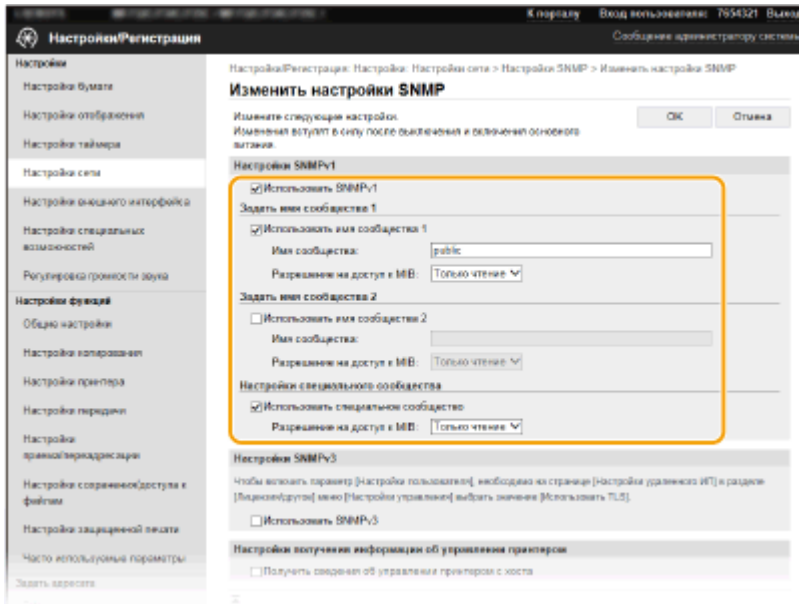 К порталу Вход пользователя: 7654321 Выход
Настройки/Регистрация
Сообщение администратору системы
Настройки
Настройки бумаги
Настройки отображения
Настройки таймера
Настройки сети
Настройки внешнего интерфейса
Настройки специальных
возможностей
Регулировка громкости звука
Настройки функций
Общие настройки
Настройки копирования
Настройки принтера
Настройки передачи
Настройки
приема/переадресации
Настройки сохранения/доступа к
файлам
Настройки защищенной печати
Часто используемые параметры
Задать адресата
Настройки/Регистрация: Настройки: Настройки сети > Настройки SNMP > Изменить настройки SNMP
Изменить настройки SNMP
Измените следующие настройки.
Изменения вступят в силу после выключения и включения основного
питания.
OK Отмена
Настройки SNMPv1
Использовать SNMPv1
Задать имя сообщества 1
Использовать имя сообщества 1
Имя сообщества: public
Разрешение на доступ к MIB: Только чтение
Задать имя сообщества 2
Использовать имя сообщества 2
Имя сообщества:
Разрешение на доступ к MIB: Только чтение
Настройки специального сообщества
Использовать специальное сообщество
Разрешение на доступ к MIB: Только чтение
Настройки SNMPv3
Чтобы включить параметр [Настройки пользователя], необходимо на странице [Настройки удаленного ИП] в разделе
[Лицензия/другое] меню [Настройки управления] выбрать значение [Использовать TLS].
Использовать SNMPv3
Настройки получения информации об управлении принтером
Получить сведения об управлении принтером с хоста